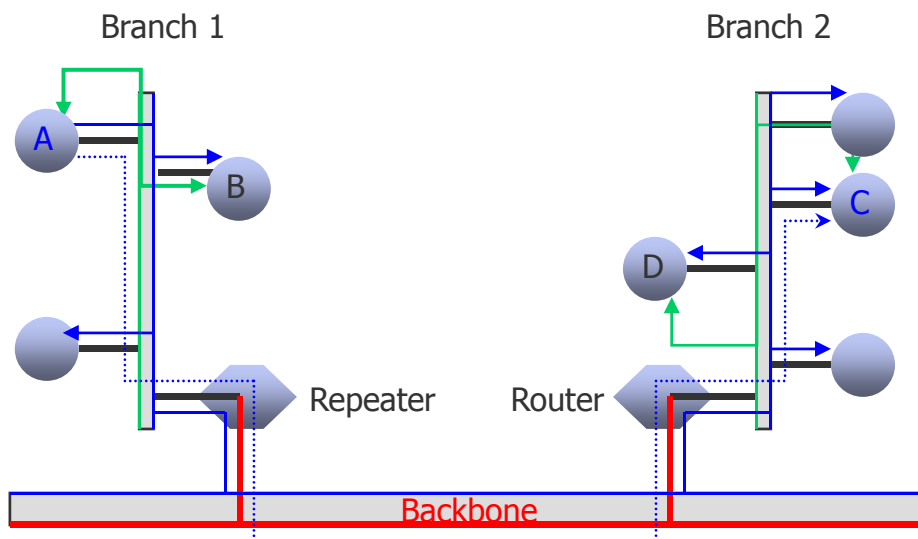 Branch 1
Branch 2
A
B
C
D
Repeater
Router
Backbone